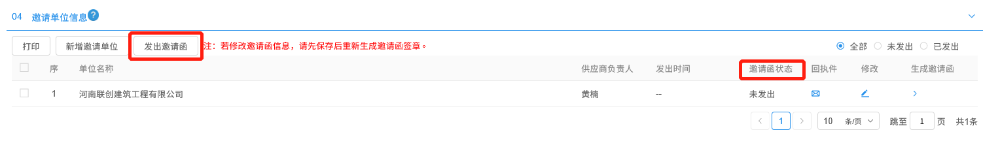 04 邀请单位信息?
打印 新增邀请单位 发出邀请函 注：若修改邀请函信息，请先保存后重新生成邀请函签章。 全部 未发出 已发出
序 单位名称 供应商负责人 发出时间 邀请函状态 回执件 修改 生成邀请函
1 河南联创建筑工程有限公司 黄楠 -- 未发出
1 10 条/页 跳至 1 页 共1条